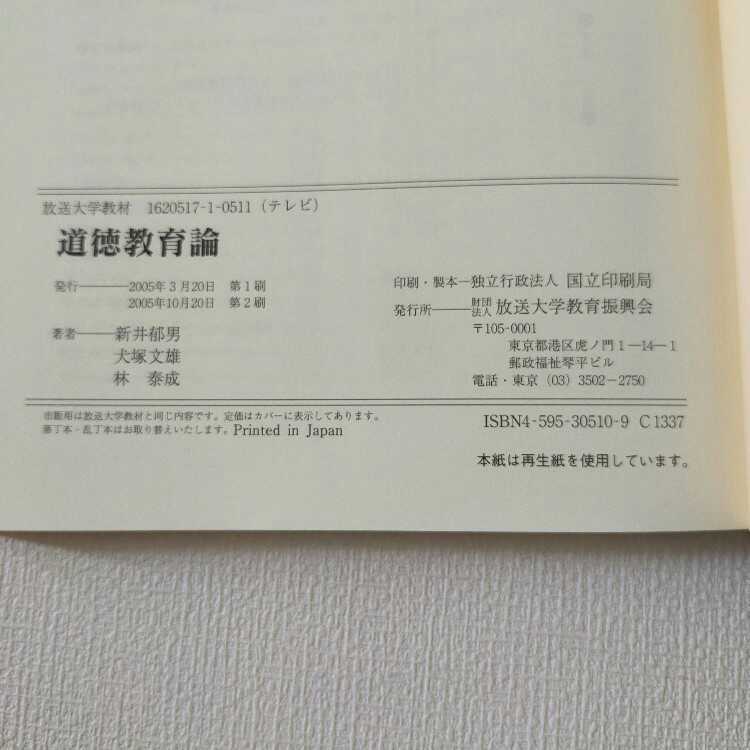 放送大学教材 1620517-1-0511（テレビ）
道徳教育論
発行―――2005年3月20日 第1刷
2005年10月20日 第2刷
著者―――新井郁男
犬塚文雄
林 泰成
印刷・製本―独立行政法人 国立印刷局
発行所―――財団法人 放送大学教育振興会
〒105-0001
東京都港区虎ノ門1―14―1
郵政福祉琴平ビル
電話・東京（03）3502-2750
市販用は放送大学教材と同じ内容です。定価はカバーに表示してあります。
落丁本・乱丁本はお取り替えいたします。Printed in Japan
ISBN4-595-30510-9 C1337
本紙は再生紙を使用しています。